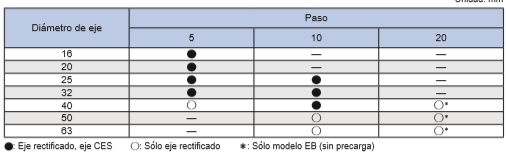 Unidad: mm
Diámetro de eje Paso
5 10 20
16 ● — —
20 ● — —
25 ● ● —
32 ● ● —
40 ○ ● ○*
50 — ○ ○*
63 — ○ ○*
●: Eje rectificado, eje CES ○: Sólo eje rectificado *: Sólo modelo EB (sin precarga)